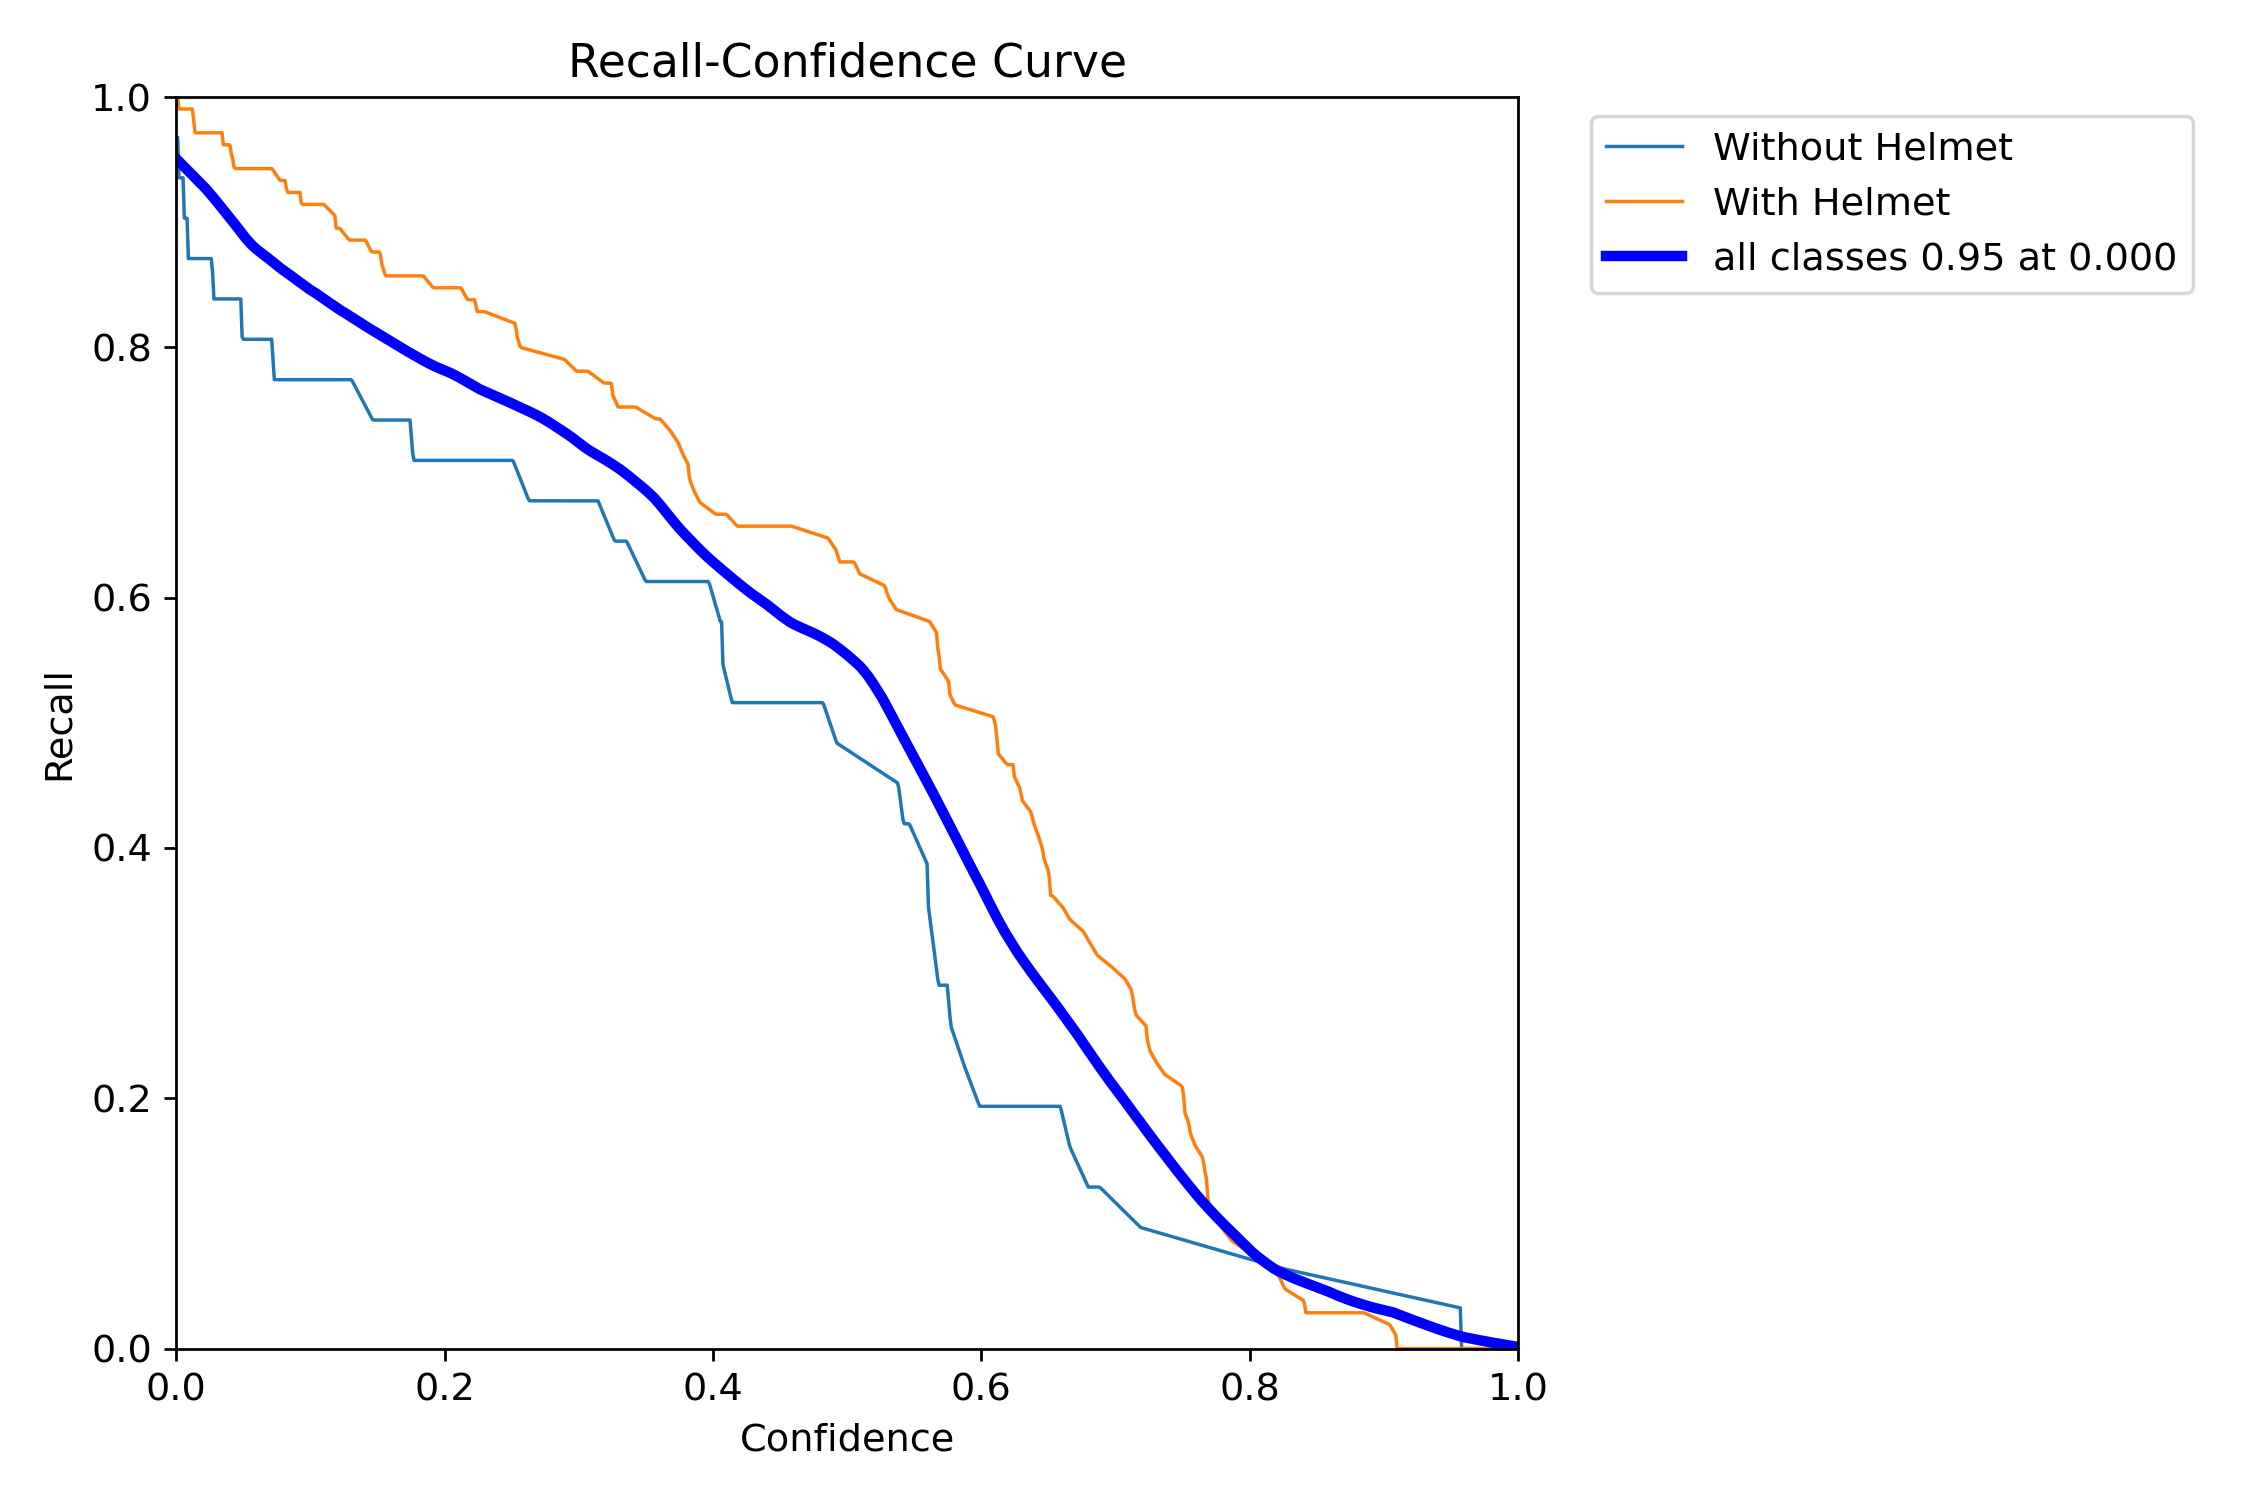 Recall-Confidence Curve
Without Helmet
With Helmet
all classes 0.95 at 0.000
1.0
0.8
0.6
0.4
0.2
0.0
Recall
0.0 0.2 0.4 0.6 0.8 1.0
Confidence